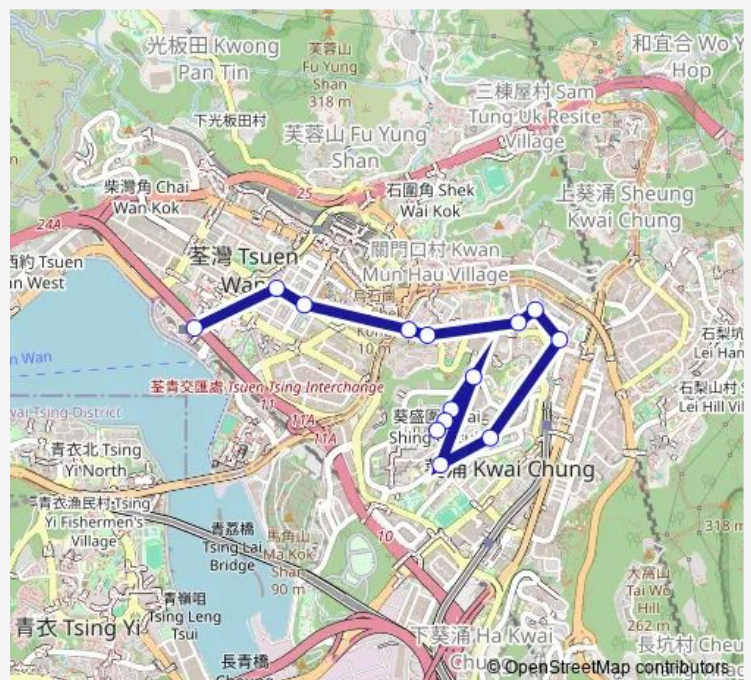 光板田 Kwong
Pan Tin
芙蓉山
Fu Yung
Shan
318 m
和宜合 Wo Y
Hop
下光板田村
三棟屋村 Sam
Tung Uk Resite
Village
芙蓉山 Fu Yung
Shan
柴灣角 Chai
Wan Kok
25
石圍角 Shek
Wai Kok
上葵涌 Sheung
Kwai Chung
24A
西約 Tsuen
n West
荃灣 Tsuen
Wan
關門口村 Kwan
Mun Hau Village
10 m
石梨坑
Lei Han
n Wan
荃青交匯處 Tsuen Tsing Interchange
11
wai Tsing District
11A
11A
葵盛圍
Shing
石梨山村 S
Lei Hill Vil
青衣北 Tsing
Yi North
葵涌 Kwai Chung
青衣漁民村 Tsing
Yi Fishermen's
Village
青荔橋
Tsing Lai
Bridge
馬角山
Ma Kok
Shan
90 m
10
318 m
青嶺咀
Tsing Leng
Tsui
大窩山
Tai Wo
Hill
262 m
青衣 Tsing Yi
下葵涌 Ha Kwai
Chu
長坑村 Cheu
長青橋
© OpenStreetMap contributors